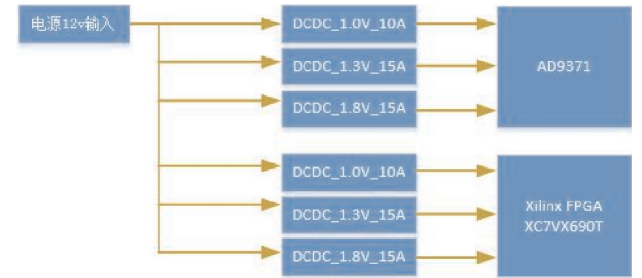 电源12v输入
DCDC_1.0V_10A
DCDC_1.3V_15A
DCDC_1.8V_15A
AD9371
DCDC_1.0V_10A
DCDC_1.3V_15A
DCDC_1.8V_15A
Xilinx FPGA
XC7VX690T